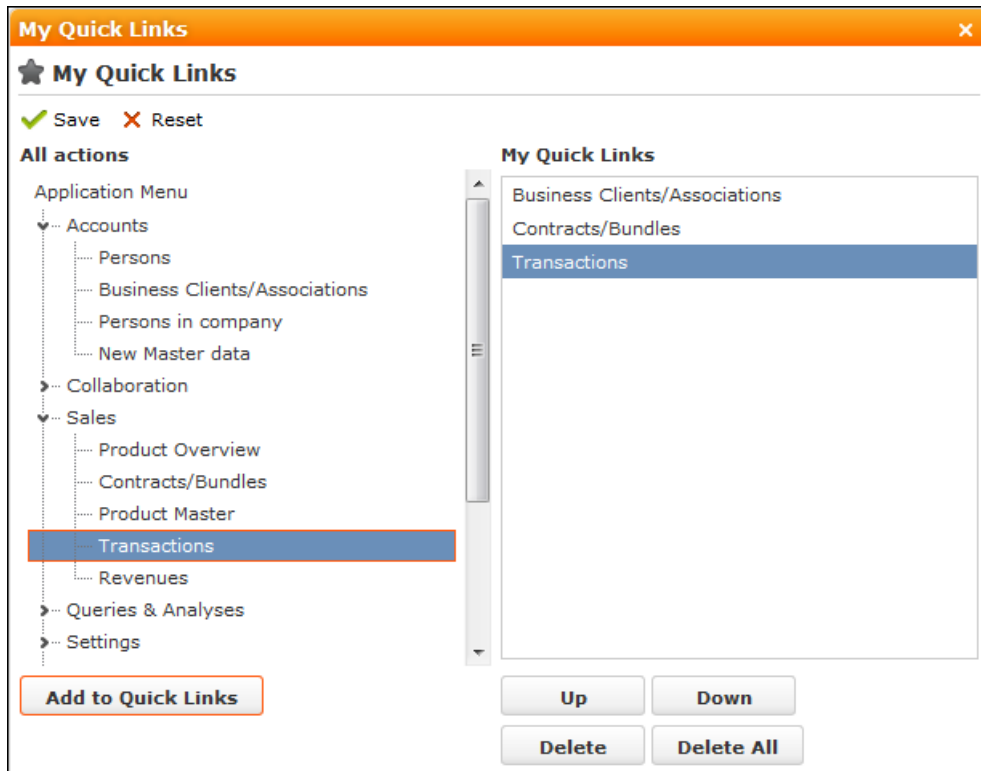 My Quick Links
My Quick Links
Save Reset
All actions
Application Menu
Accounts
Persons
Business Clients/Associations
Persons in company
New Master data
Collaboration
Sales
Product Overview
Contracts/Bundles
Product Master
Transactions
Revenues
Queries & Analyses
Settings
Add to Quick Links
My Quick Links
Business Clients/Associations
Contracts/Bundles
Transactions
Up Down
Delete Delete All